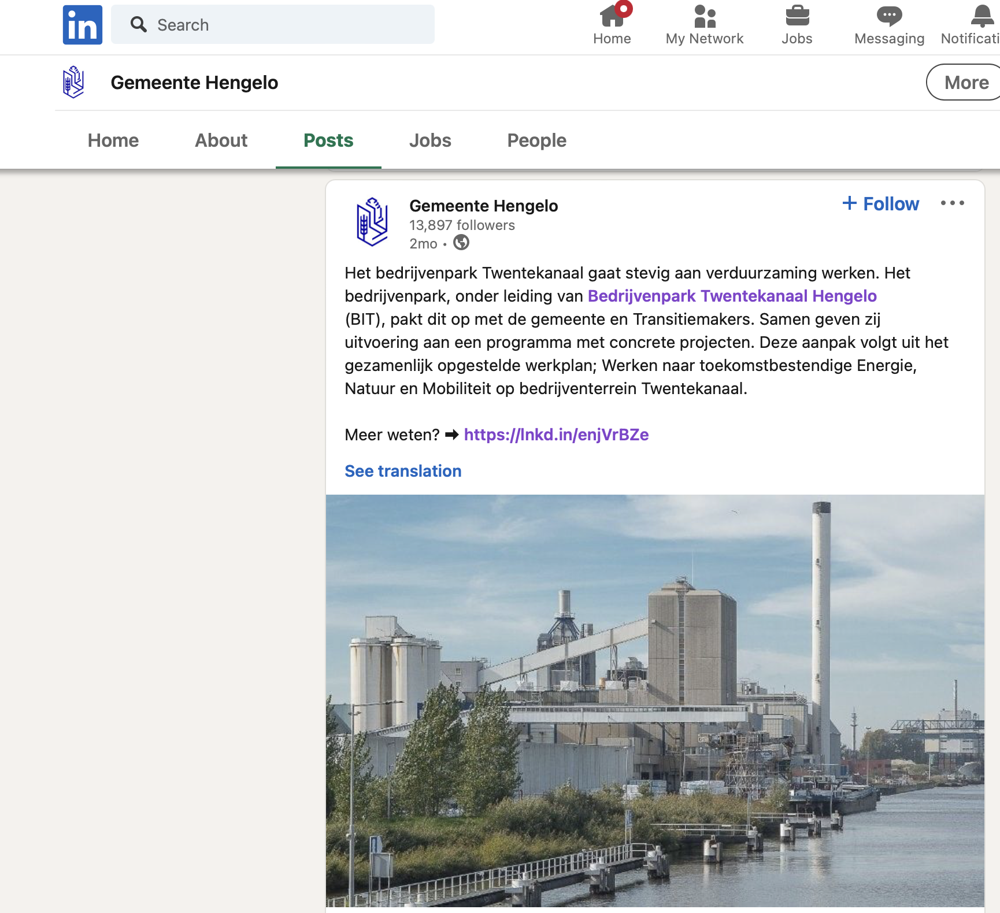 in Search
Home
My Network
Jobs
Messaging
Notificati
Gemeente Hengelo
More
Home About Posts Jobs People
Gemeente Hengelo
+ Follow
13,897 followers
2mo •
Het bedrijvenpark Twentekanaal gaat stevig aan verduurzaming werken. Het
bedrijvenpark, onder leiding van Bedrijvenpark Twentekanaal Hengelo
(BIT), pakt dit op met de gemeente en Transitiemakers. Samen geven zij
uitvoering aan een programma met concrete projecten. Deze aanpak volgt uit het
gezamenlijk opgestelde werkplan; Werken naar toekomstbestendige Energie,
Natuur en Mobiliteit op bedrijventerrein Twentekanaal.
Meer weten? ➡ https://lnkd.in/enjVrBZe
See translation